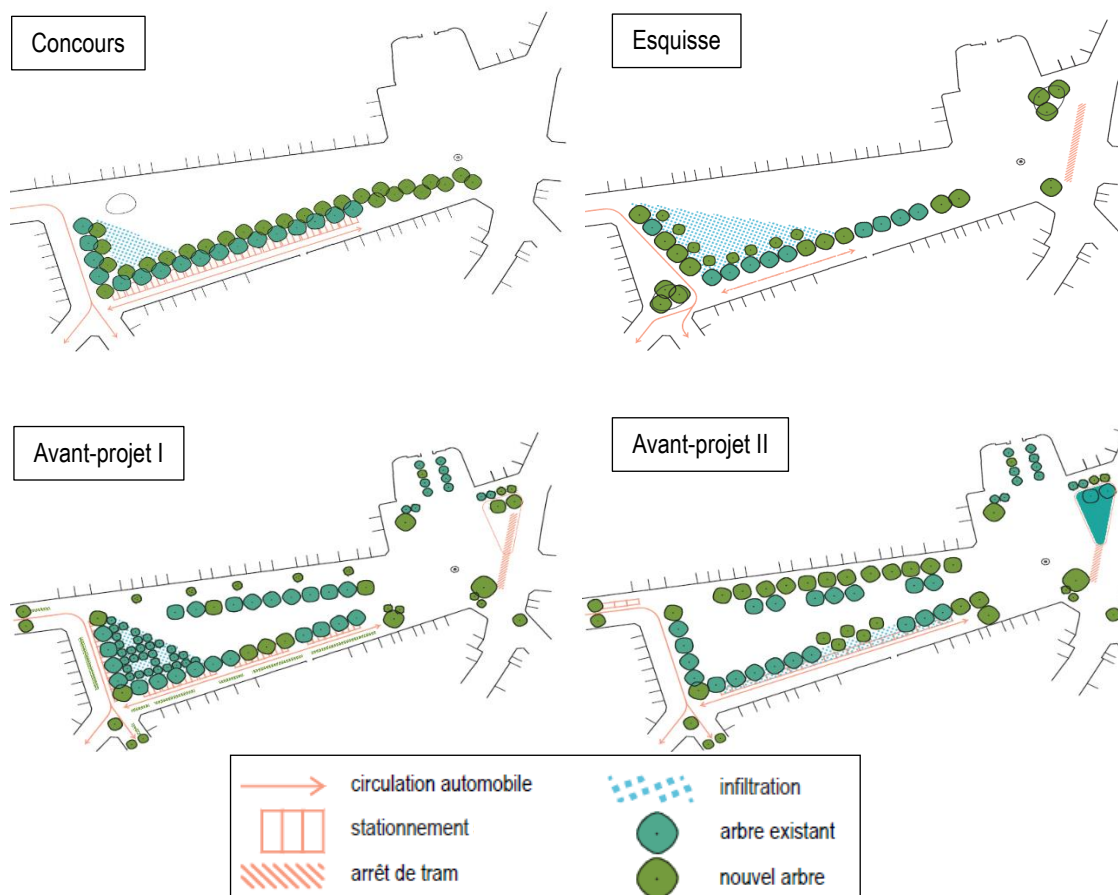 Concours
Esquisse
Avant-projet I
Avant-projet II
circulation automobile
stationnement
arrêt de tram
infiltration
arbre existant
nouvel arbre